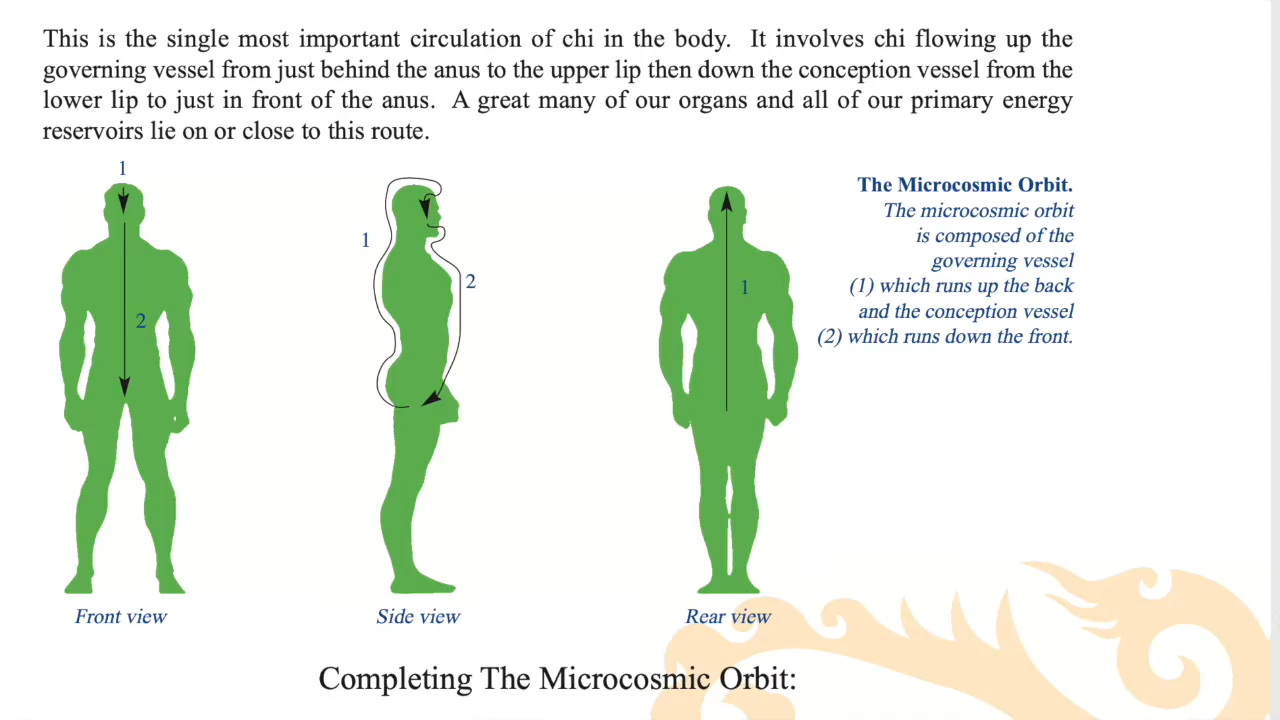 This is the single most important circulation of chi in the body. It involves chi flowing up the
governing vessel from just behind the anus to the upper lip then down the conception vessel from the
lower lip to just in front of the anus. A great many of our organs and all of our primary energy
reservoirs lie on or close to this route.
1
2
Front view
1
2
Side view
1
Rear view
The Microcosmic Orbit.
The microcosmic orbit
is composed of the
governing vessel
(1) which runs up the back
and the conception vessel
(2) which runs down the front.
Completing The Microcosmic Orbit: